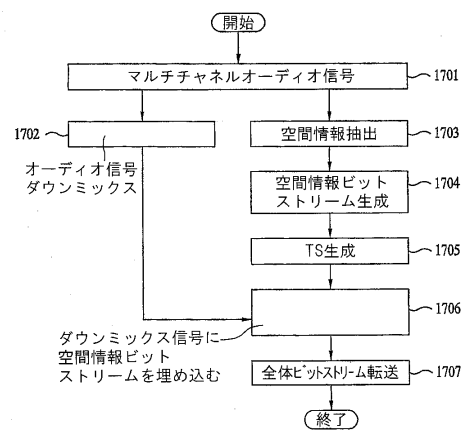 開始
マルチチャネルオーディオ信号
1701
1702
オーディオ信号
ダウンミックス
空間情報抽出
1703
空間情報ビット
ストリーム生成
1704
TS生成
1705
1706
ダウンミックス信号に
空間情報ビット
ストリームを埋め込む
全体ビットストリーム転送
1707
終了